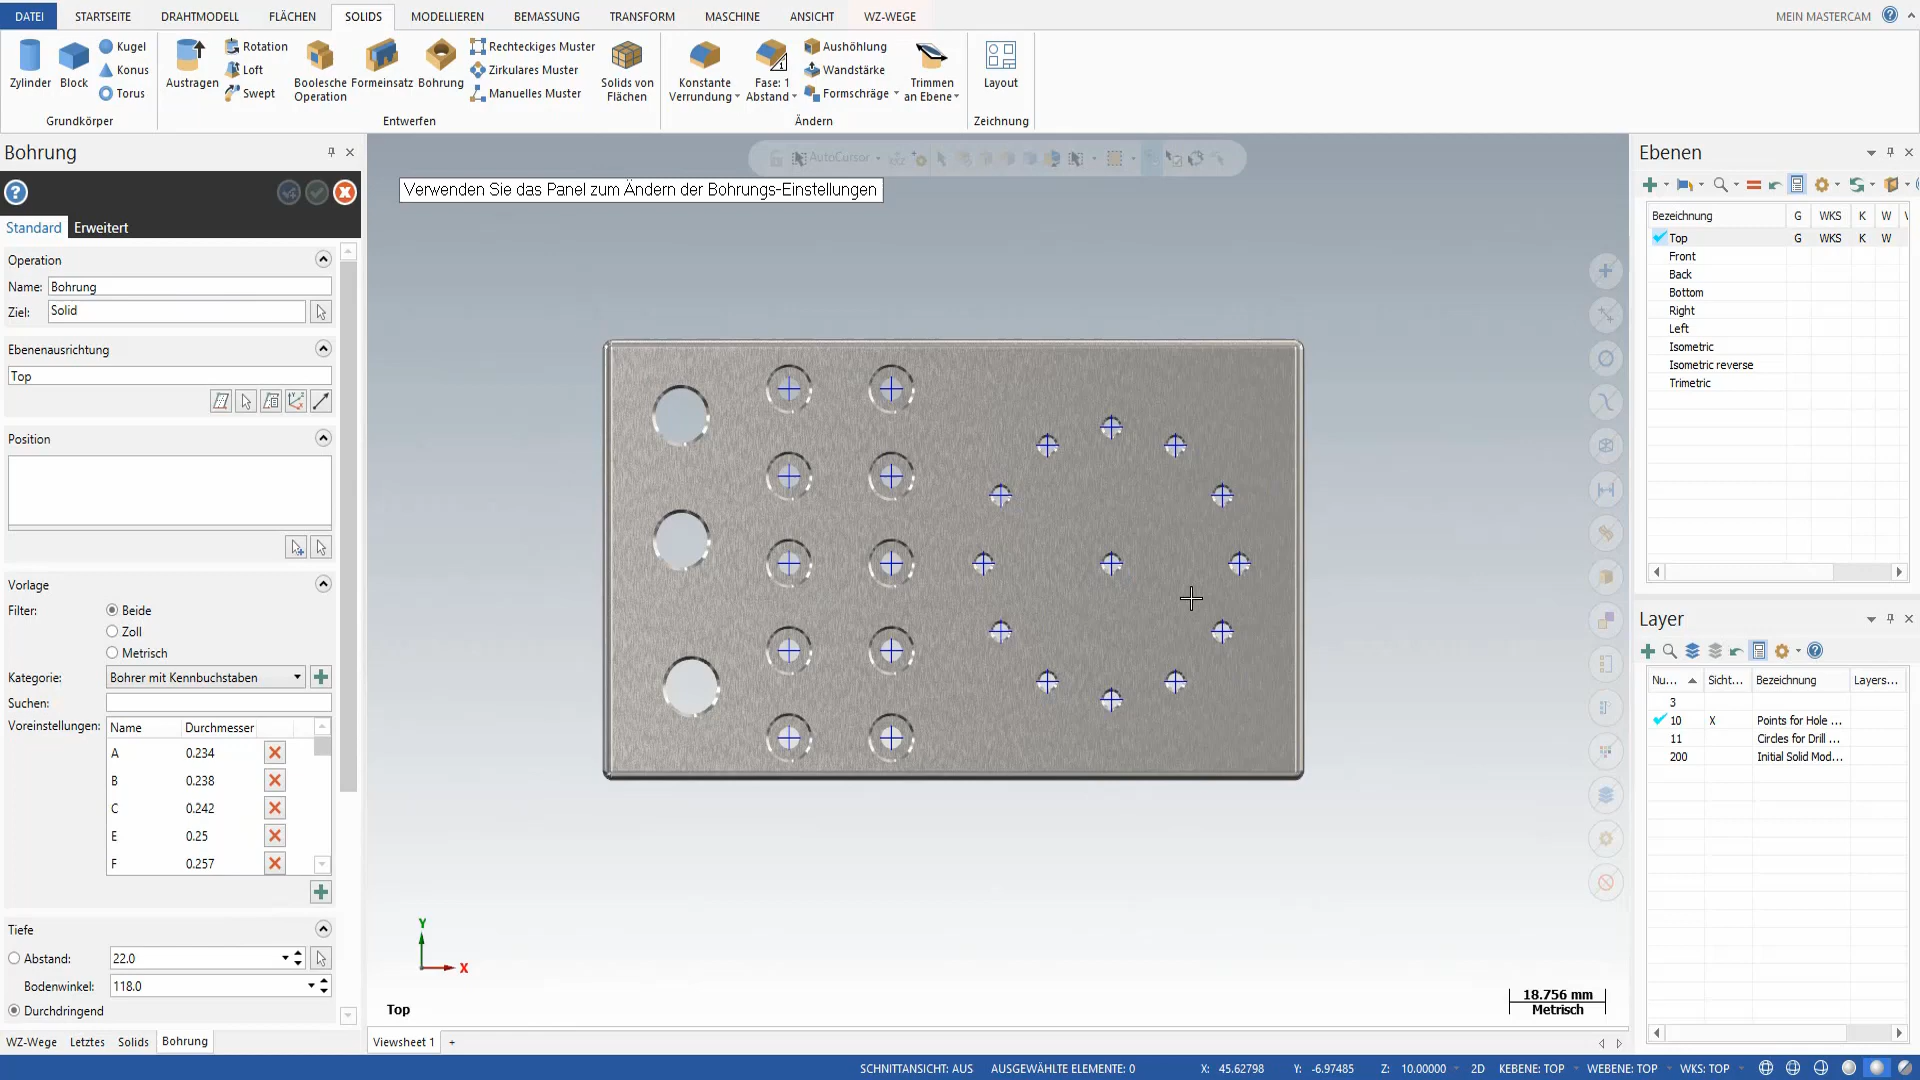 DATEI STARTSEITE DRAHTMODELL FLÄCHEN SOLIDS MODELLIEREN BEMASSUNG TRANSFORM MASCHINE ANSICHT WZ-WEGE MEIN MASTERCAM
Zylinder Block Kugel Konus Torus
Grundkörper
Austragen Rotation Loft Swept Boolesche Operation Formeinsatz Bohrung Rechteckiges Muster Zirkulares Muster Manuelles Muster Solids von Flächen
Entwerfen
Konstante Verrundung Fase: 1 Abstand Aushöhlung Wandstärke Formschräge Trimmen an Ebene
Ändern
Layout
Zeichnung
Bohrung
Standard Erweitert
Operation
Name: Bohrung
Ziel: Solid
Ebenenausrichtung
Top
Position
Vorlage
Filter: Beide
Zoll
Metrisch
Kategorie: Bohrer mit Kennbuchstaben
Suchen:
Voreinstellungen: Name Durchmesser
A 0.234
B 0.238
C 0.242
E 0.25
F 0.257
Tiefe
Abstand: 22.0
Bodenwinkel: 118.0
Durchdringend
WZ-Wege Letztes Solids Bohrung
AutoCursor
Verwenden Sie das Panel zum Ändern der Bohrungs-Einstellungen
Y
X
Top
18.756 mm
Metrisch
Viewsheet 1 +
Ebenen
Bezeichnung G WKS K W
Top G WKS K W
Front
Back
Bottom
Right
Left
Isometric
Isometric reverse
Trimetric
Layer
Nu... Sicht... Bezeichnung Layers...
3
10 X Points for Hole ...
11 Circles for Drill ...
200 Initial Solid Mod...
SCHNITTANSICHT: AUS AUSGEWÄHLTE ELEMENTE: 0 X: 45.62798 Y: -6.97485 Z: 10.00000 2D KEBENE: TOP WEBENE: TOP WKS: TOP